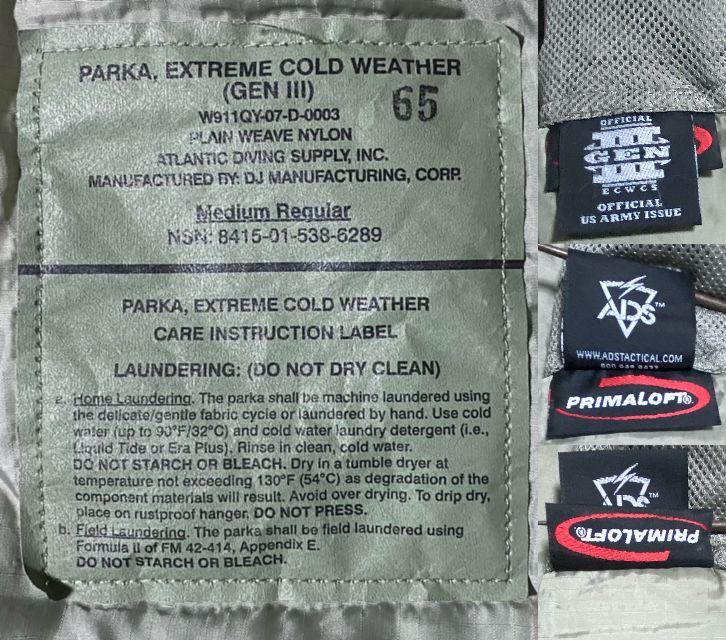 PARKA, EXTREME COLD WEATHER
(GEN III)
65
W911QY-07-D-0003
PLAIN WEAVE NYLON
ATLANTIC DIVING SUPPLY, INC.
MANUFACTURED BY: DJ MANUFACTURING, CORP.
Medium Regular
NSN: 8415-01-538-6289
PARKA, EXTREME COLD WEATHER
CARE INSTRUCTION LABEL
LAUNDERING: (DO NOT DRY CLEAN)
a. Home Laundering. The parka shall be machine laundered using
the delicate/gentle fabric cycle or laundered by hand. Use cold
water (up to 90°F/32°C) and cold water laundry detergent (i.e.,
Liquid Tide or Era Plus). Rinse in clean, cold water.
DO NOT STARCH OR BLEACH. Dry in a tumble dryer at
temperature not exceeding 130°F (54°C) as degradation of the
component materials will result. Avoid over drying. To drip dry,
place on rustproof hanger. DO NOT PRESS.
b. Field Laundering. The parka shall be field laundered using
Formula II of FM 42-414, Appendix E.
DO NOT STARCH OR BLEACH.
OFFICIAL
III
GEN
III
ECWCS
OFFICIAL
US ARMY ISSUE
ADS™
WWW.ADSTACTICAL.COM
PRIMALOFT®
ADS™
PRIMALOFT®